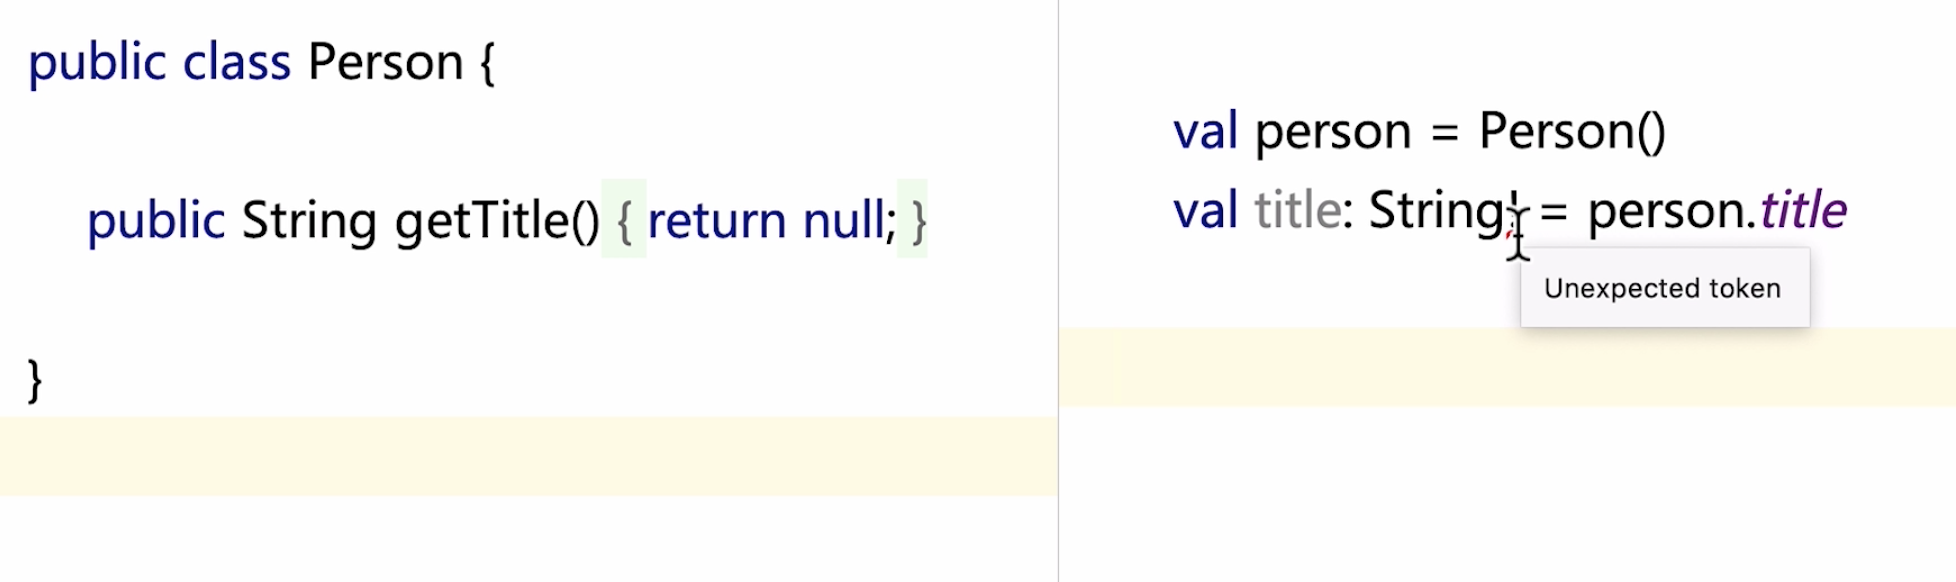 public class Person {
public String getTitle() { return null; }
}
val person = Person()
val title: String! = person.title
Unexpected token